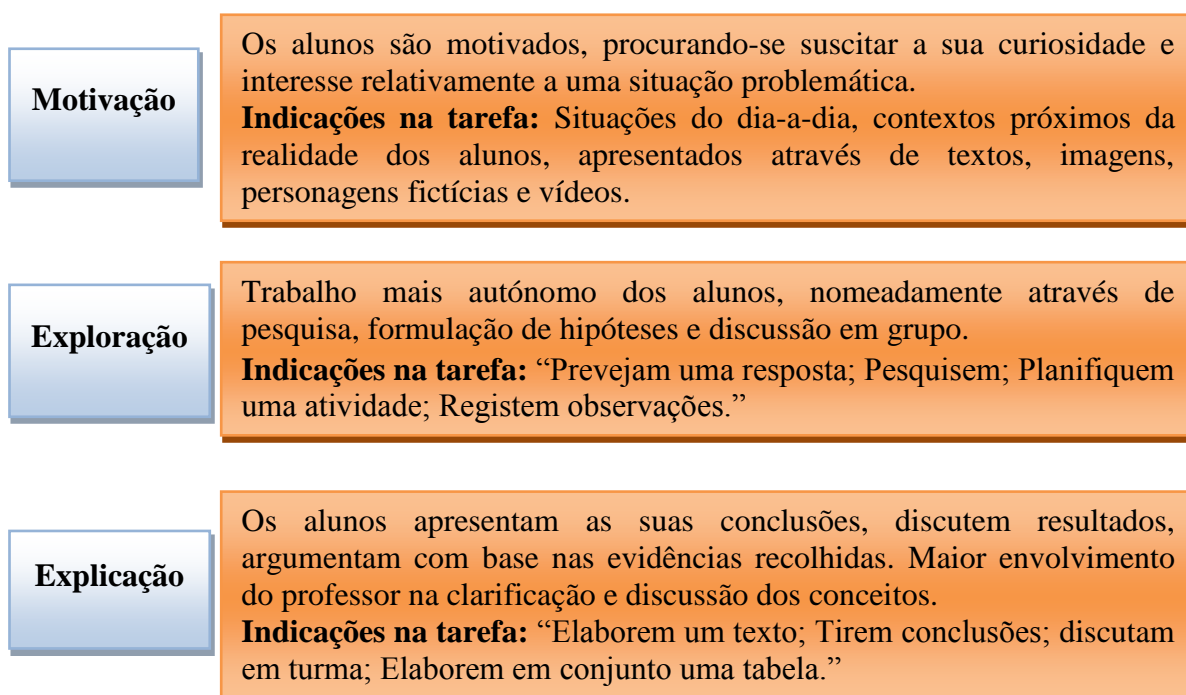 Motivação
Os alunos são motivados, procurando-se suscitar a sua curiosidade e
interesse relativamente a uma situação problemática.
Indicações na tarefa: Situações do dia-a-dia, contextos próximos da
realidade dos alunos, apresentados através de textos, imagens,
personagens fictícias e vídeos.
Exploração
Trabalho mais autónomo dos alunos, nomeadamente através de
pesquisa, formulação de hipóteses e discussão em grupo.
Indicações na tarefa: “Prevejam uma resposta; Pesquisem; Planifiquem
uma atividade; Registem observações.”
Explicação
Os alunos apresentam as suas conclusões, discutem resultados,
argumentam com base nas evidências recolhidas. Maior envolvimento
do professor na clarificação e discussão dos conceitos.
Indicações na tarefa: “Elaborem um texto; Tirem conclusões; discutam
em turma; Elaborem em conjunto uma tabela.”